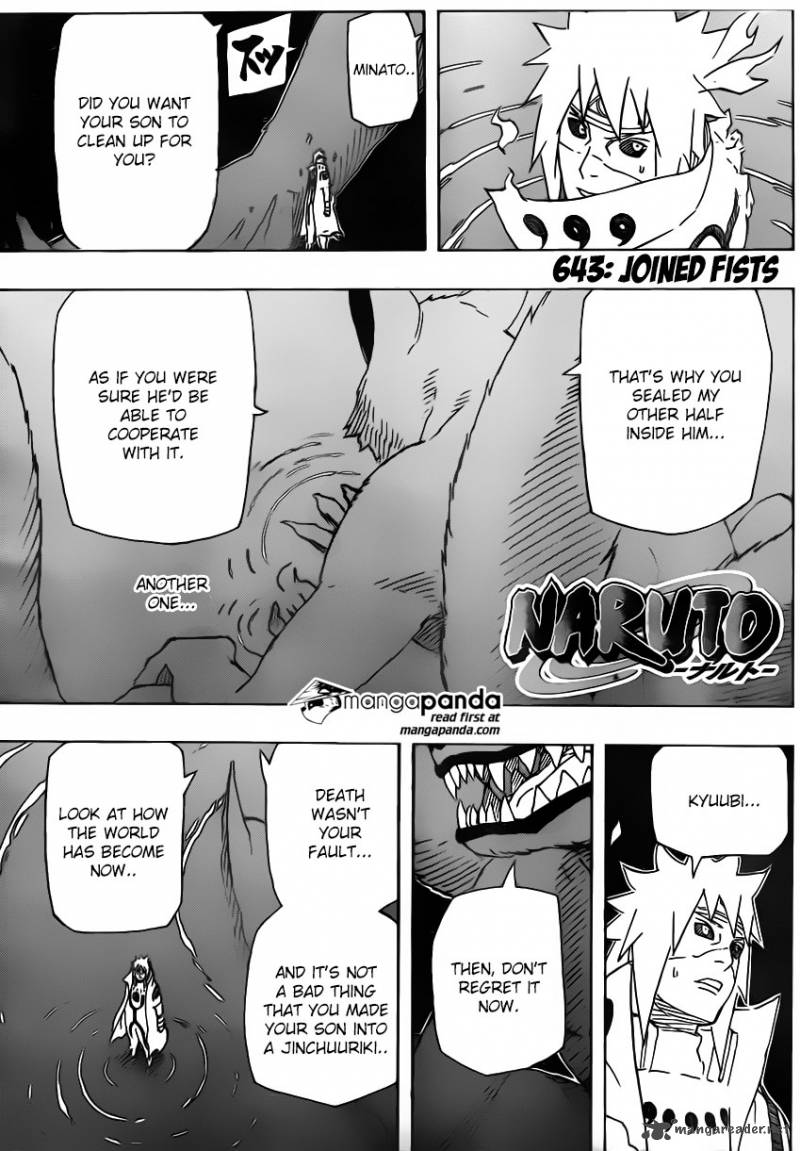 MINATO..
ズッ
DID YOU WANT
YOUR SON TO
CLEAN UP FOR
YOU?
643: JOINED FISTS
THAT'S WHY YOU
SEALED MY
OTHER HALF
INSIDE HIM...
AS IF YOU WERE
SURE HE'D BE
ABLE TO
COOPERATE
WITH IT.
ANOTHER
ONE...
NARUTO
-ナルト-
mangapanda
read first at
mangapanda.com
KYUUBI...
THEN, DON'T
REGRET IT
NOW.
DEATH
WASN'T
YOUR
FAULT...
AND IT'S NOT
A BAD THING
THAT YOU MADE
YOUR SON INTO
A JINCHUURIKI..
LOOK AT HOW
THE WORLD
HAS BECOME
NOW..
mangareader.net